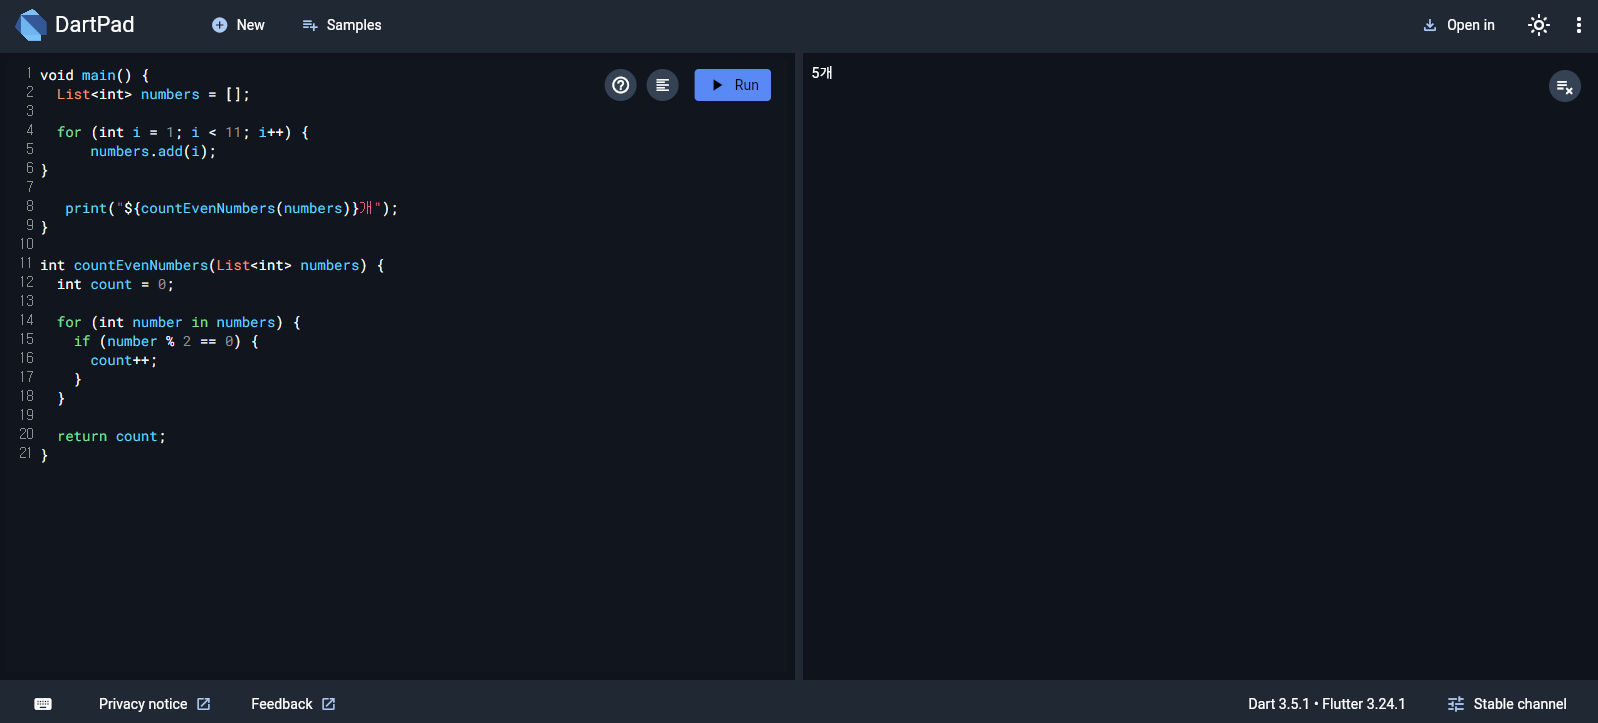 DartPad New Samples Open in
1 void main() {
2   List<int> numbers = [];
3
4   for (int i = 1; i < 11; i++) {
5       numbers.add(i);
6 }
7
8    print("${countEvenNumbers(numbers)}개");
9 }
10
11 int countEvenNumbers(List<int> numbers) {
12   int count = 0;
13
14   for (int number in numbers) {
15     if (number % 2 == 0) {
16       count++;
17     }
18   }
19
20   return count;
21 }
Run
5개
Privacy notice Feedback Dart 3.5.1 • Flutter 3.24.1 Stable channel